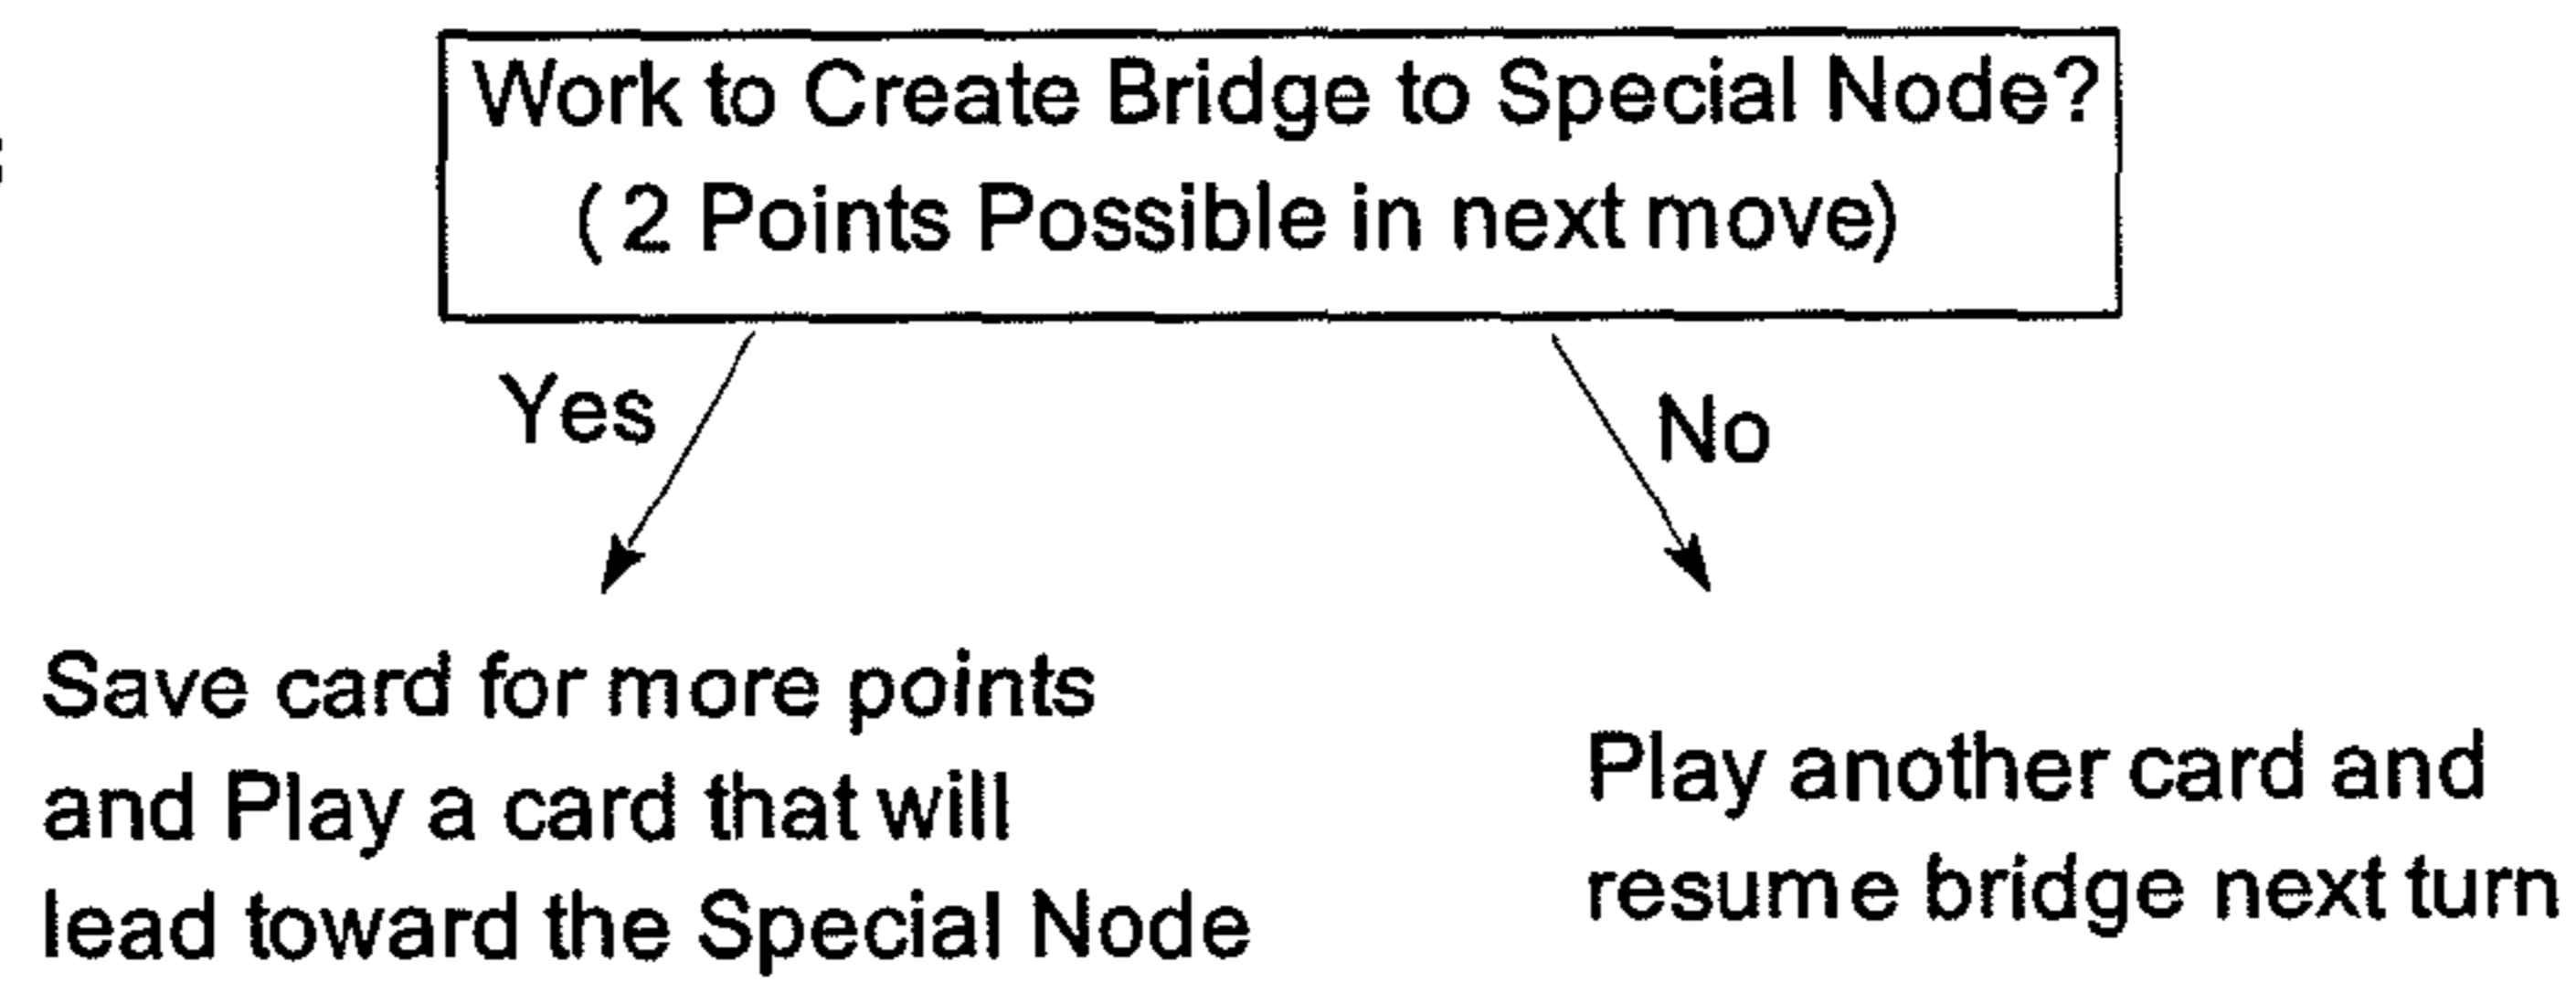 Work to Create Bridge to Special Node?
( 2 Points Possible in next move)
Yes
No
Save card for more points
and Play a card that will
lead toward the Special Node
Play another card and
resume bridge next turn